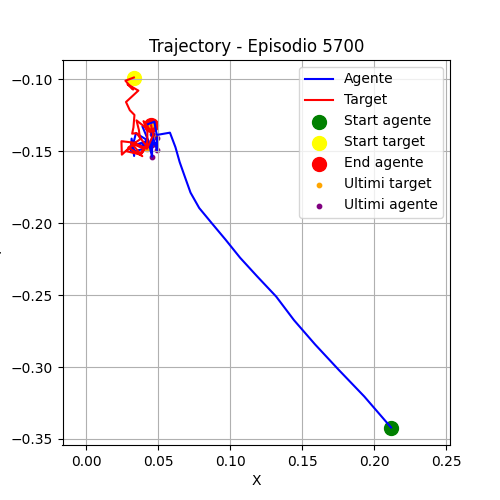 Trajectory - Episodio 5700
Agente
Target
Start agente
Start target
End agente
Ultimi target
Ultimi agente
−0.10
−0.15
−0.20
−0.25
−0.30
−0.35
0.00 0.05 0.10 0.15 0.20 0.25
X